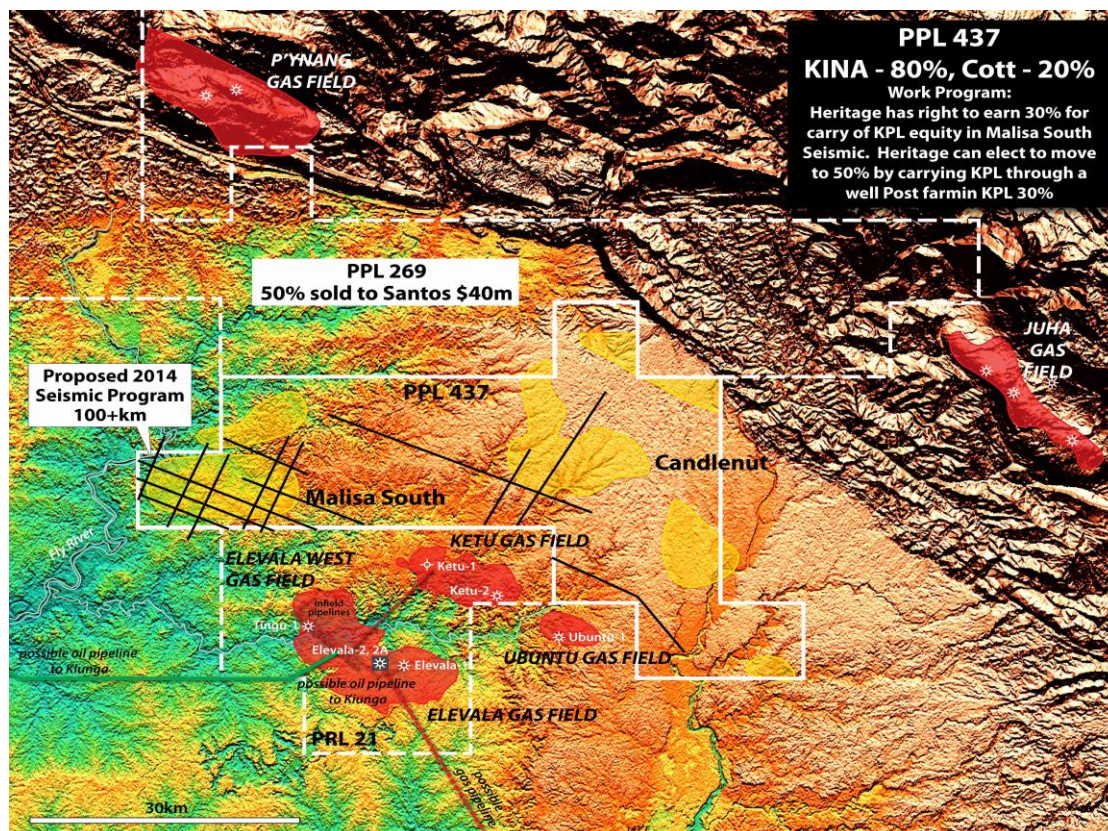 P'YNANG
GAS FIELD
PPL 437
KINA - 80%, Cott - 20%
Work Program:
Heritage has right to earn 30% for
carry of KPL equity in Malisa South
Seismic. Heritage can elect to move
to 50% by carrying KPL through a
well Post farmin KPL 30%
PPL 269
50% sold to Santos $40m
JUHA
GAS
FIELD
Proposed 2014
Seismic Program
100+km
PPL 437
Candlenut
Malisa South
Fly River
KETU GAS FIELD
ELEVALA WEST
GAS FIELD
Ketu-1
Ketu-2
infield
pipelines
Tingu-1
Ubuntu-1
Elevala-2, 2A
Elevala-1
UBUNTU GAS FIELD
possible oil pipeline
to Kiunga
possible oil pipeline
to Kiunga
ELEVALA GAS FIELD
PRL 21
possible
gas pipeline
30km